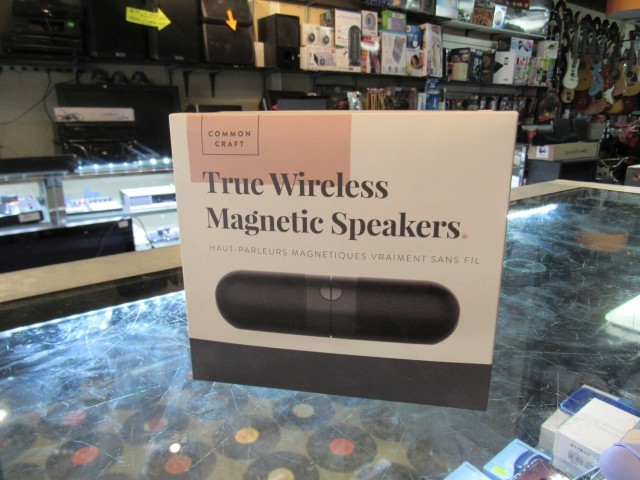 COMMON
CRAFT
True Wireless
Magnetic Speakers.
HAUT-PARLEURS MAGNETIQUES VRAIMENT SANS FIL